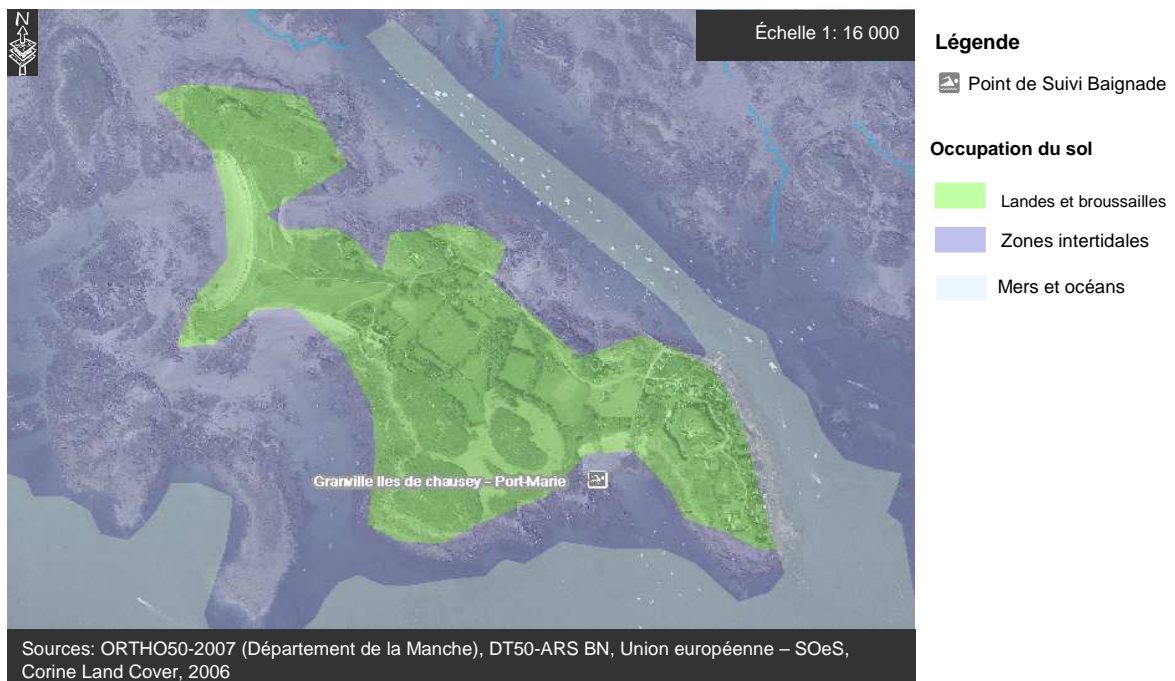 N
Échelle 1: 16 000
Légende
Point de Suivi Baignade
Occupation du sol
Landes et broussailles
Zones intertidales
Mers et océans
Granville Iles de chausey - Port-Marie
Sources: ORTHO50-2007 (Département de la Manche), DT50-ARS BN, Union européenne – SOeS,
Corine Land Cover, 2006